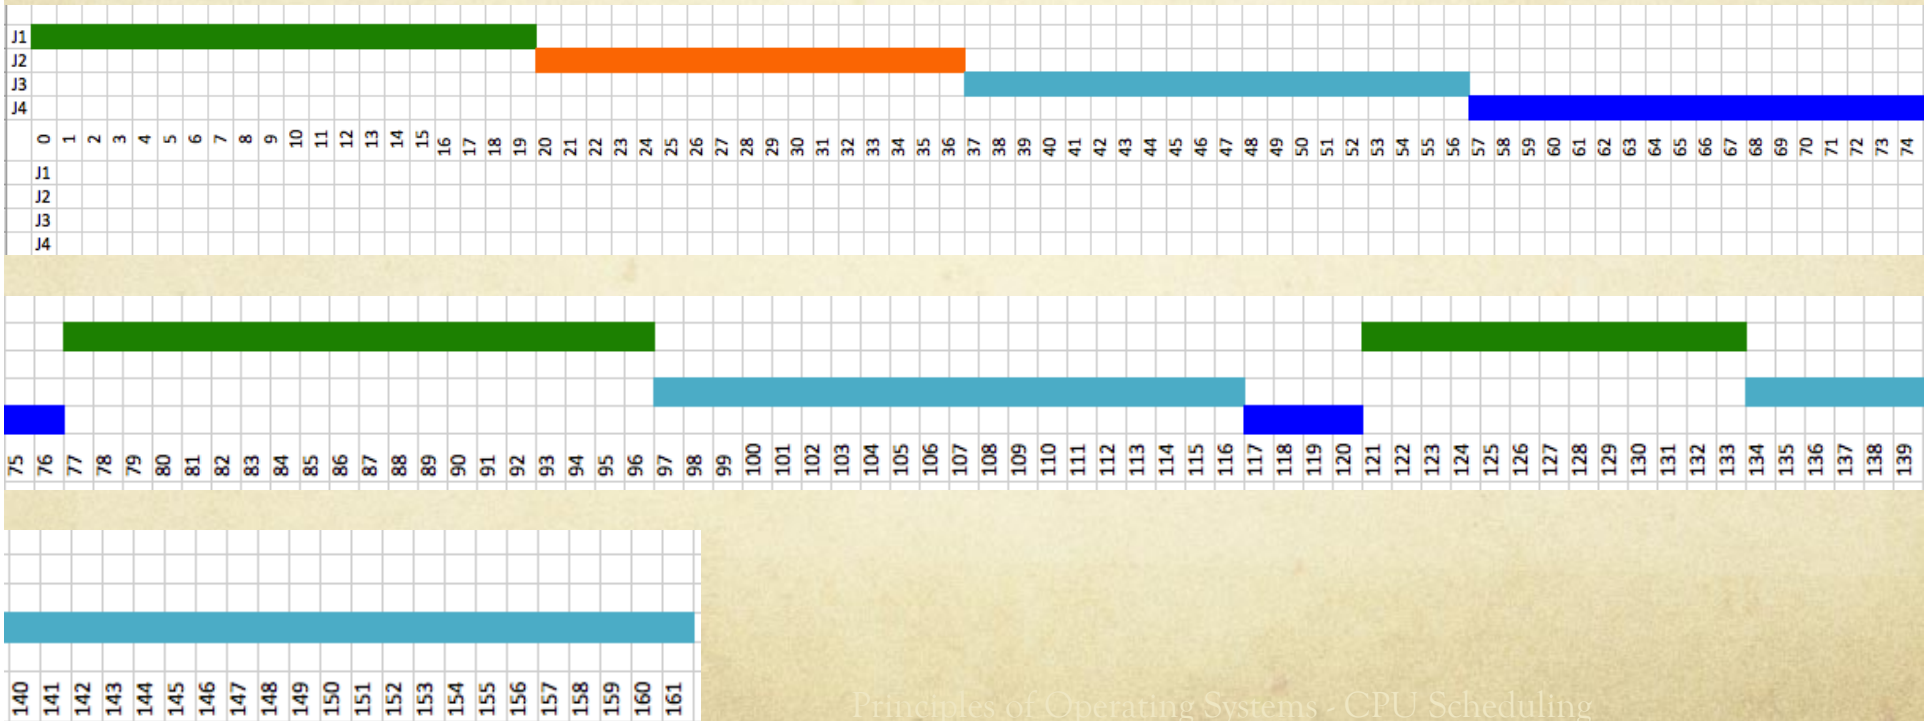 J1
J2
J3
J4
0 1 2 3 4 5 6 7 8 9 10 11 12 13 14 15 16 17 18 19 20 21 22 23 24 25 26 27 28 29 30 31 32 33 34 35 36 37 38 39 40 41 42 43 44 45 46 47 48 49 50 51 52 53 54 55 56 57 58 59 60 61 62 63 64 65 66 67 68 69 70 71 72 73 74
J1
J2
J3
J4
75 76 77 78 79 80 81 82 83 84 85 86 87 88 89 90 91 92 93 94 95 96 97 98 99 100 101 102 103 104 105 106 107 108 109 110 111 112 113 114 115 116 117 118 119 120 121 122 123 124 125 126 127 128 129 130 131 132 133 134 135 136 137 138 139
140 141 142 143 144 145 146 147 148 149 150 151 152 153 154 155 156 157 158 159 160 161
Principles of Operating Systems - CPU Scheduling